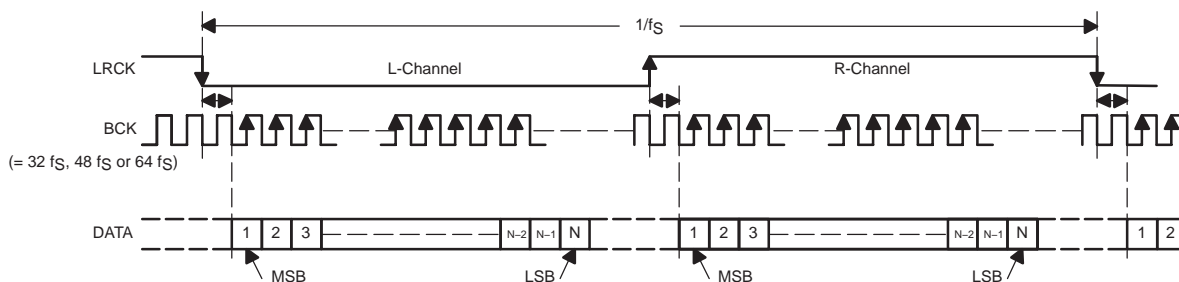 1/fS
LRCK
L-Channel
R-Channel
BCK
(= 32 fS, 48 fS or 64 fS)
DATA
1 2 3 N–2 N–1 N 1 2 3 N–2 N–1 N 1 2
MSB LSB MSB LSB